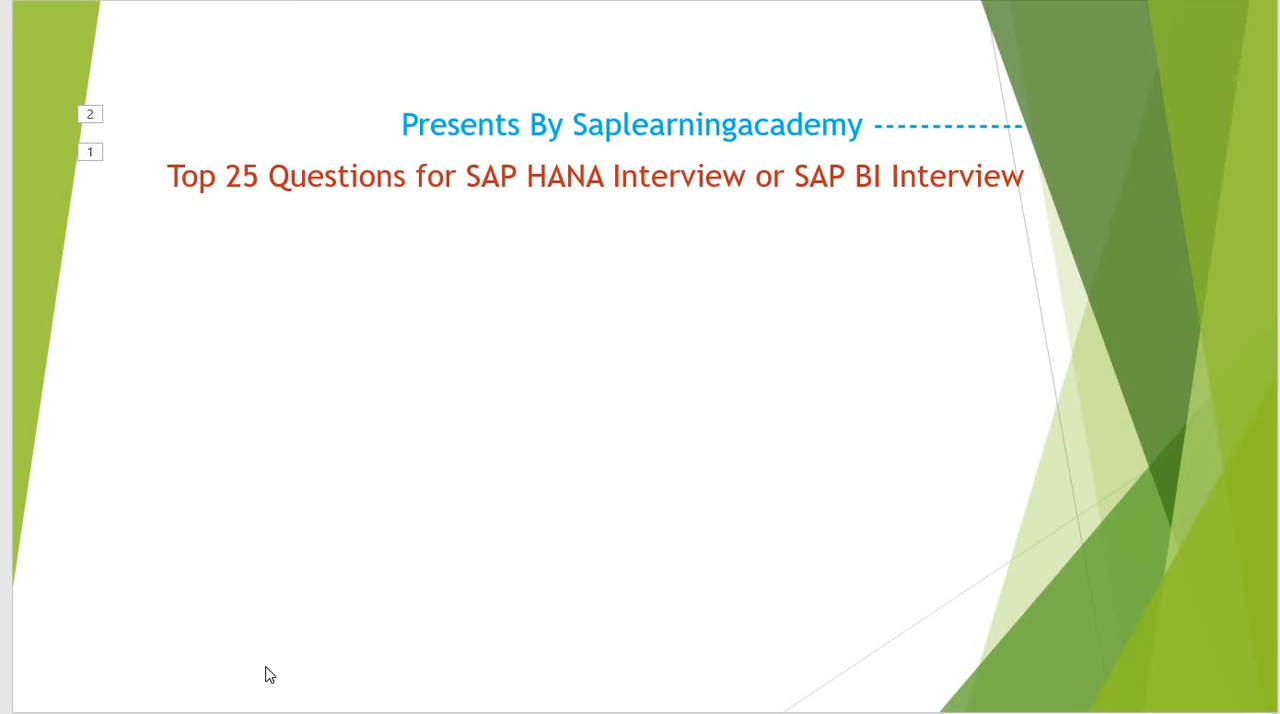 2
Presents By Saplearningacademy -------------
1
Top 25 Questions for SAP HANA Interview or SAP BI Interview